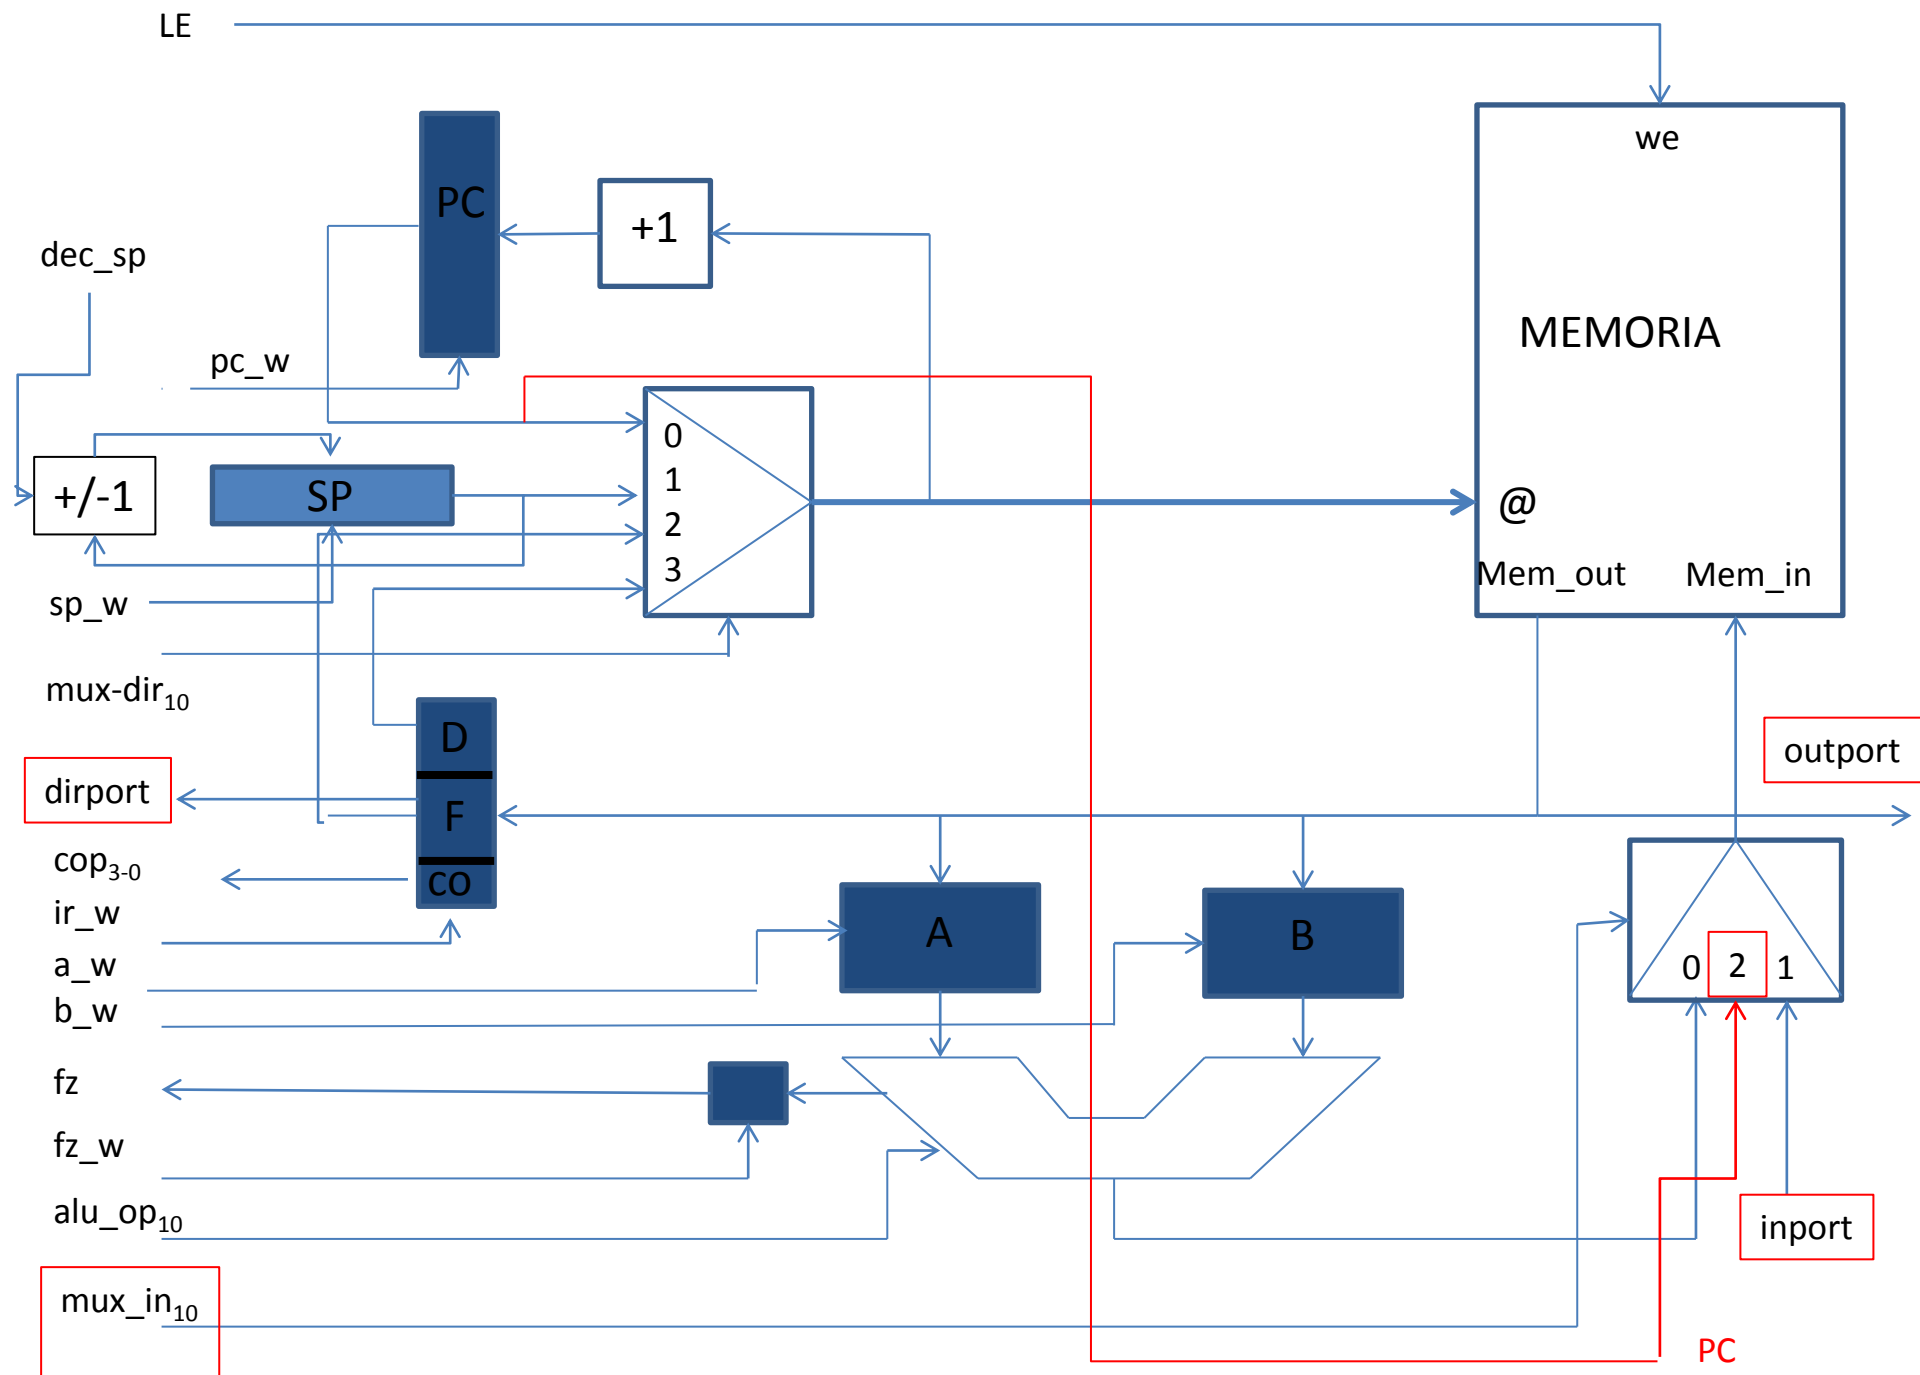 LE
we
PC
+1
dec_sp
MEMORIA
pc_w
0
1
2
3
+/-1
SP
@
Mem_out
Mem_in
sp_w
mux-dir10
D
outport
dirport
F
cop3-0
co
ir_w
A
B
a_w
0
2
1
b_w
fz
fz_w
alu_op10
inport
mux_in10
PC